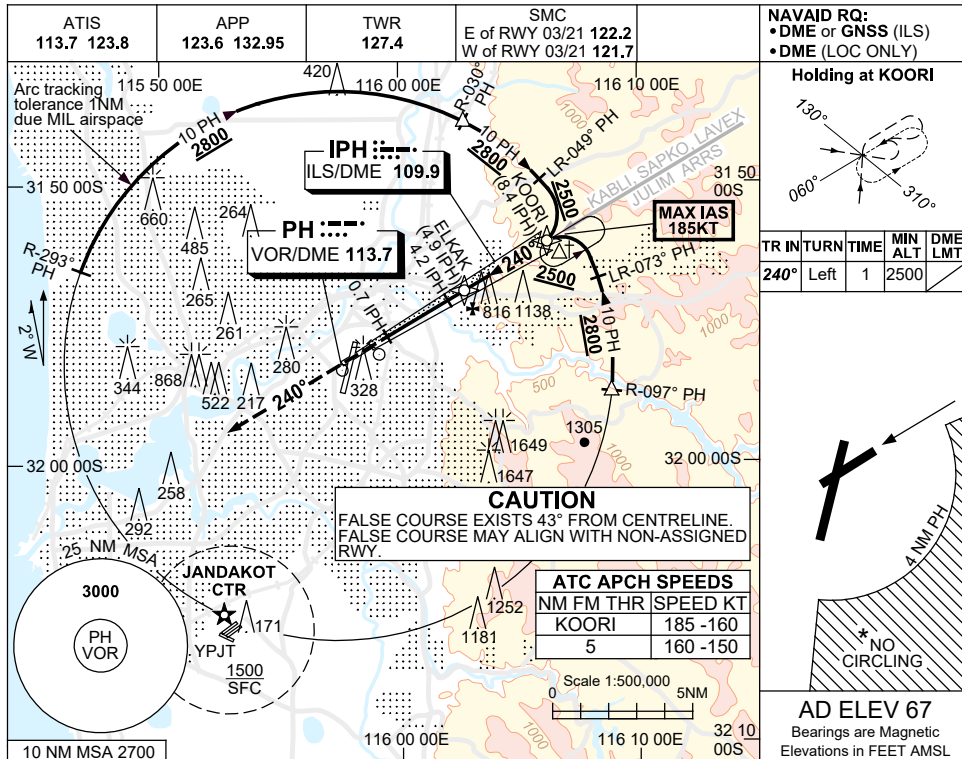 ATIS
113.7 123.8
APP
123.6 132.95
TWR
127.4
SMC
E of RWY 03/21 122.2
W of RWY 03/21 121.7
NAVAID RQ:
• DME or GNSS (ILS)
• DME (LOC ONLY)
115 50 00E
116 00 00E
116 10 00E
Arc tracking
tolerance 1NM
due MIL airspace
420
10 PH
2800
R-030°
PH
10 PH
2800
LR-049° PH
2500
KABLI, SAPKO, LAVEX
JULIM ARRS
IPH
ILS/DME 109.9
KOORI
(8.4 IPH)
31 50 00S
31 50
00S
MAX IAS
185KT
660
485
264
PH
VOR/DME 113.7
ELKAK
(4.9 IPH)
4.2 IPH
240°
2500
LR-073° PH
R-293°
PH
265
0.7 IPH
816
1138
10 PH
2800
261
2° W
280
344
868
522
217
328
240°
R-097° PH
500
1000
1000
1000
1000
1000
1305
1649
1647
32 00 00S
32 00 00S
258
292
CAUTION
FALSE COURSE EXISTS 43° FROM CENTRELINE.
FALSE COURSE MAY ALIGN WITH NON-ASSIGNED
RWY.
25 NM MSA
3000
PH
VOR
10 NM MSA 2700
JANDAKOT
CTR
171
YPJT
1500
SFC
1252
1181
ATC APCH SPEEDS
NM FM THR SPEED KT
KOORI 185 -160
5 160 -150
Scale 1:500,000
0 5NM
116 00 00E
116 10 00E
32 10
00S
Holding at KOORI
130°
060°
310°
TR IN TURN TIME MIN ALT DME LMT
240° Left 1 2500
4 NM PH
* NO
CIRCLING
AD ELEV 67
Bearings are Magnetic
Elevations in FEET AMSL